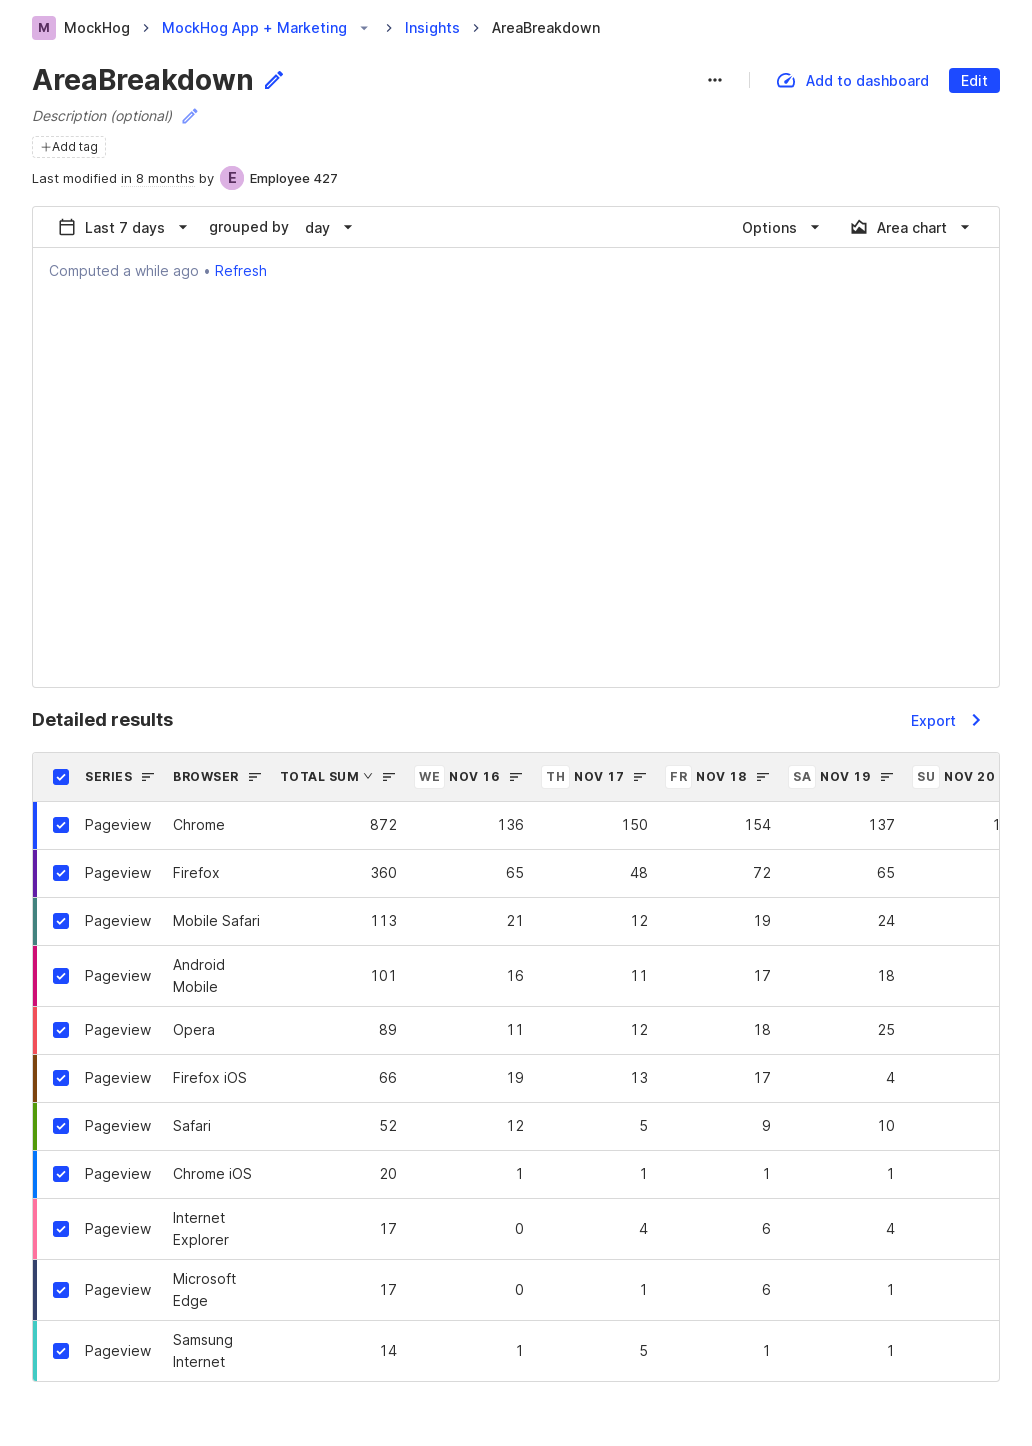 M MockHog MockHog App + Marketing Insights AreaBreakdown
AreaBreakdown
Add to dashboard Edit
Description (optional)
Add tag
Last modified in 8 months by E Employee 427
Last 7 days grouped by day Options Area chart
Computed a while ago • Refresh
Detailed results
Export
SERIES BROWSER TOTAL SUM WE NOV 16 TH NOV 17 FR NOV 18 SA NOV 19 SU NOV 20
Pageview Chrome 872 136 150 154 137 1
Pageview Firefox 360 65 48 72 65
Pageview Mobile Safari 113 21 12 19 24
Pageview Android Mobile 101 16 11 17 18
Pageview Opera 89 11 12 18 25
Pageview Firefox iOS 66 19 13 17 4
Pageview Safari 52 12 5 9 10
Pageview Chrome iOS 20 1 1 1 1
Pageview Internet Explorer 17 0 4 6 4
Pageview Microsoft Edge 17 0 1 6 1
Pageview Samsung Internet 14 1 5 1 1